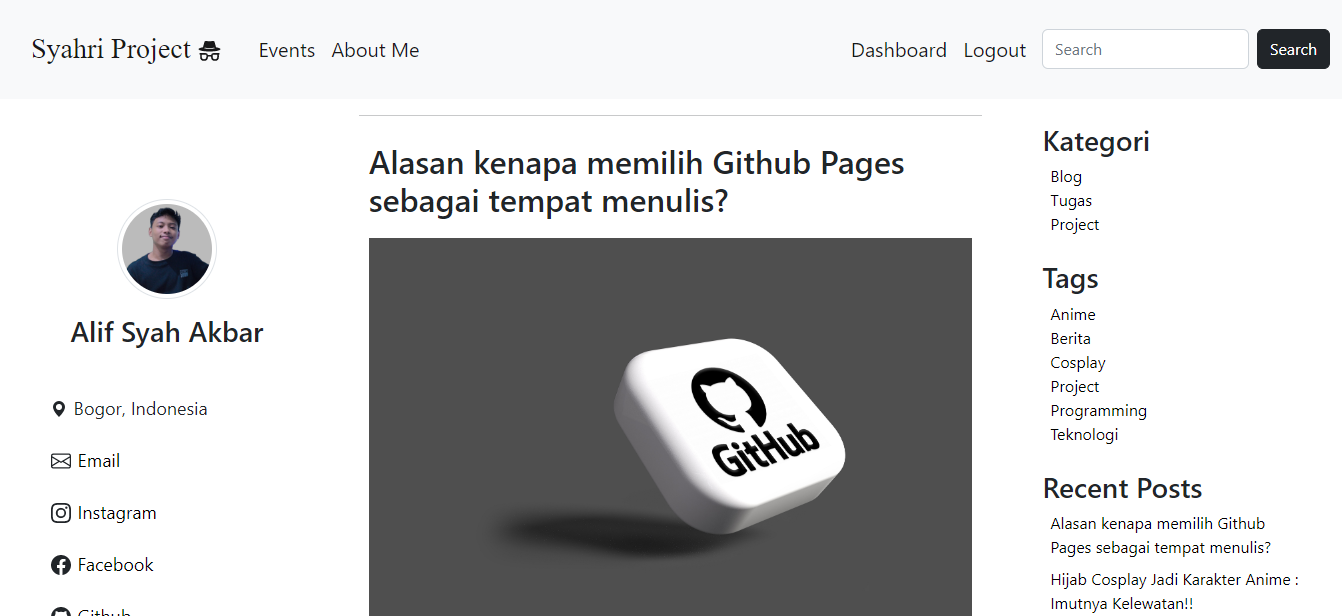 Syahri Project
Events
About Me
Dashboard
Logout
Search
Search
Alif Syah Akbar
Bogor, Indonesia
Email
Instagram
Facebook
Github
Alasan kenapa memilih Github Pages
sebagai tempat menulis?
GitHub
Kategori
Blog
Tugas
Project
Tags
Anime
Berita
Cosplay
Project
Programming
Teknologi
Recent Posts
Alasan kenapa memilih Github
Pages sebagai tempat menulis?
Hijab Cosplay Jadi Karakter Anime :
Imutnya Kelewatan!!